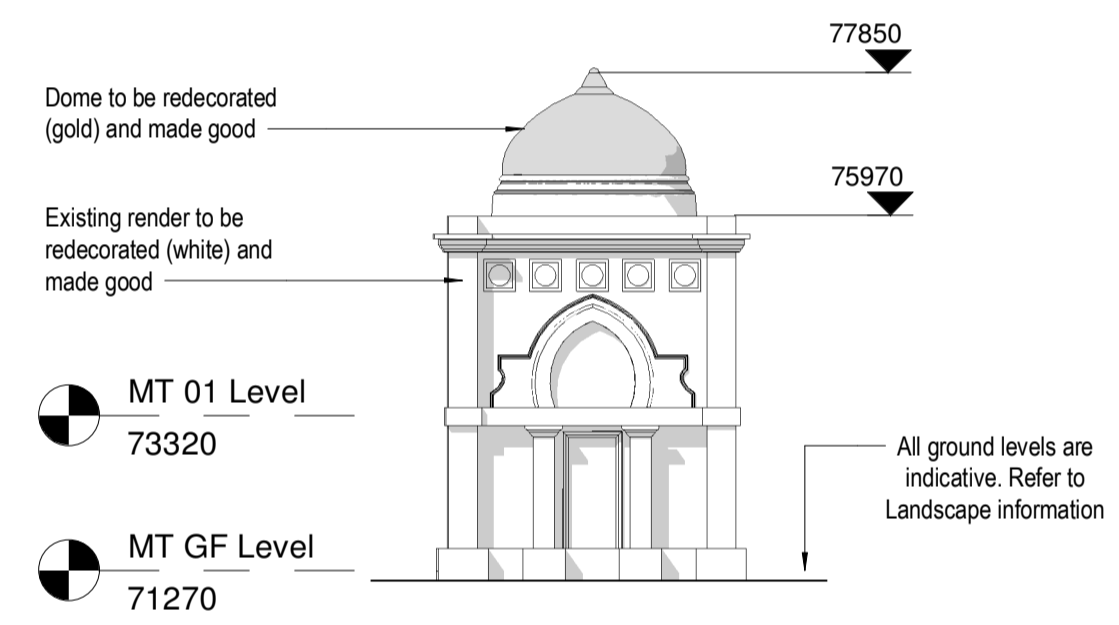 77850
Dome to be redecorated
(gold) and made good
75970
Existing render to be
redecorated (white) and
made good
MT 01 Level
73320
All ground levels are
indicative. Refer to
Landscape information
MT GF Level
71270